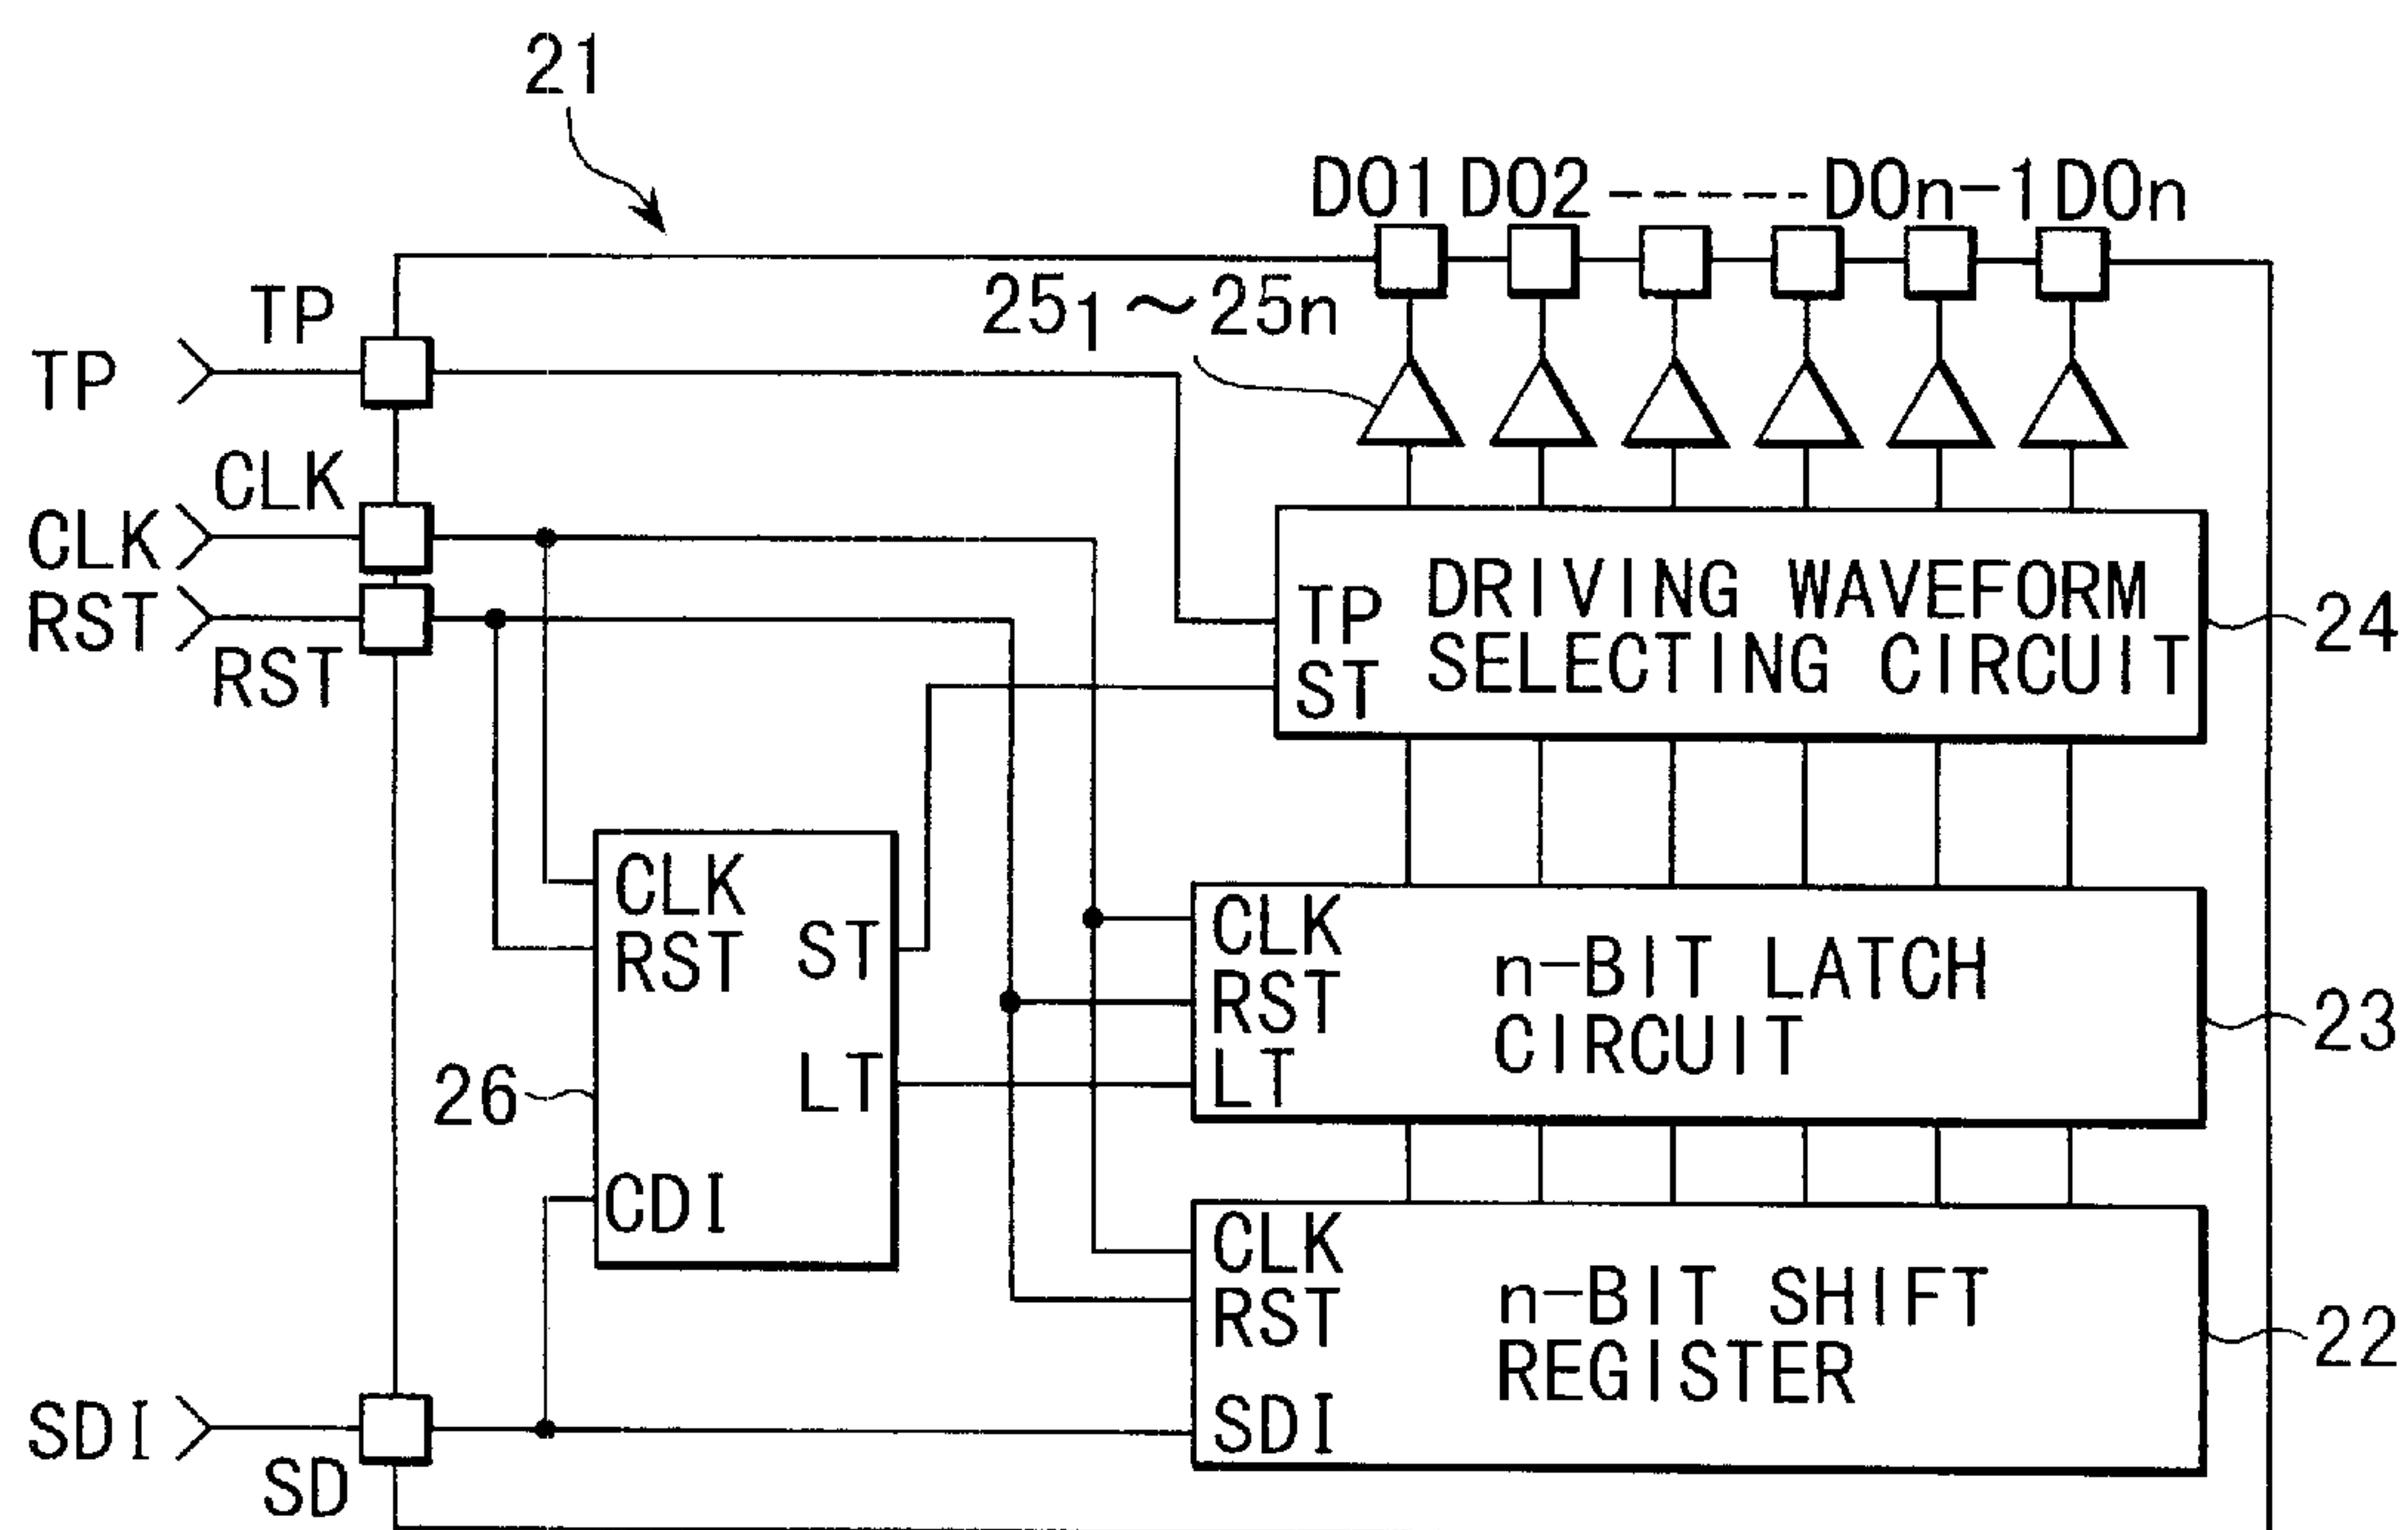 21
DO1 DO2 ----- DOn-1 DOn
25₁～25n
TP
TP
CLK
CLK
RST
RST
TP
ST
DRIVING WAVEFORM
SELECTING CIRCUIT
24
CLK
RST
ST
LT
CDI
26
CLK
RST
LT
n-BIT LATCH
CIRCUIT
23
CLK
RST
SDI
n-BIT SHIFT
REGISTER
22
SDI
SD